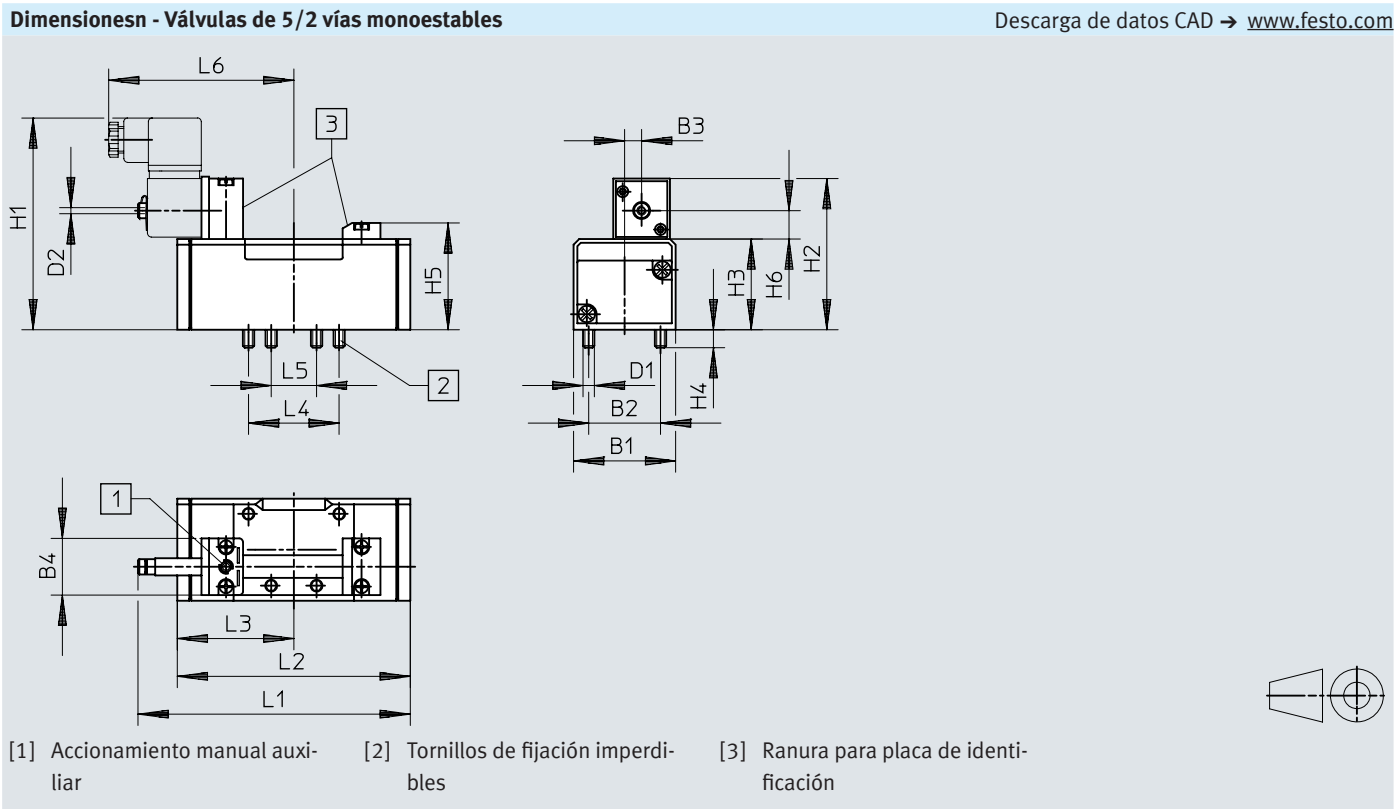 Dimensionesn - Válvulas de 5/2 vías monoestables
Descarga de datos CAD → www.festo.com
L6
3
B3
H1
D2
H5
H3
H6
H2
L5
2
L4
D1
H4
B2
B1
1
B4
L3
L2
L1
[1] Accionamiento manual auxi-
liar
[2] Tornillos de fijación imperdi-
bles
[3] Ranura para placa de identi-
ficación